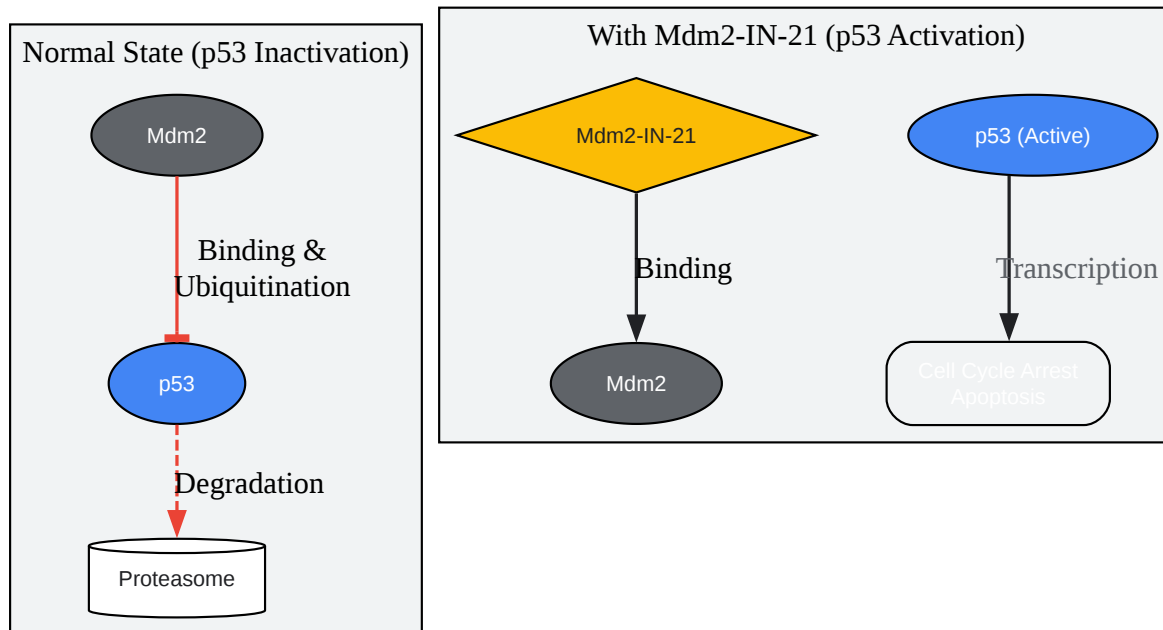 Normal State (p53 Inactivation)
Mdm2
Binding &
Ubiquitination
p53
Degradation
Proteasome
With Mdm2-IN-21 (p53 Activation)
Mdm2-IN-21
p53 (Active)
Binding
Transcription
Mdm2
Cell Cycle Arrest
Apoptosis